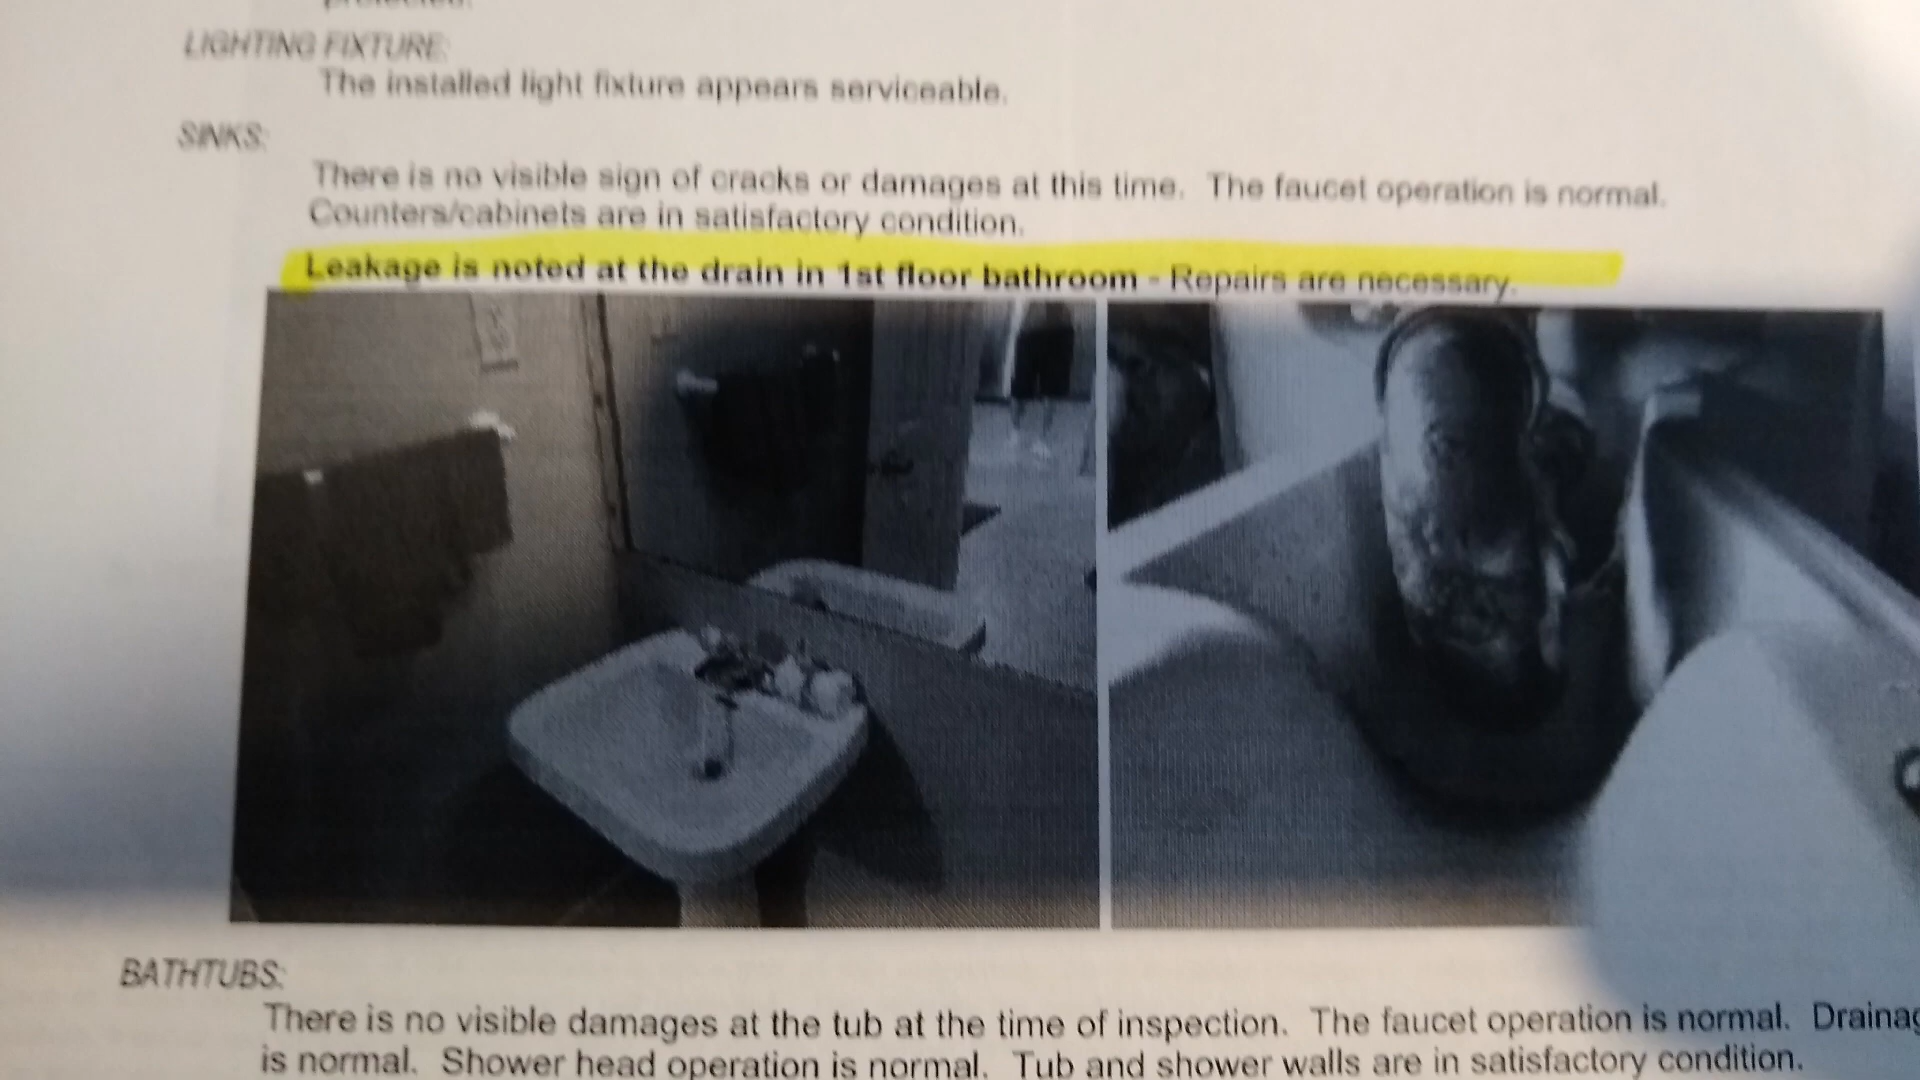 protected.
LIGHTING FIXTURE:
The installed light fixture appears serviceable.
SINKS:
There is no visible sign of cracks or damages at this time. The faucet operation is normal.
Counters/cabinets are in satisfactory condition.
Leakage is noted at the drain in 1st floor bathroom - Repairs are necessary.
BATHTUBS:
There is no visible damages at the tub at the time of inspection. The faucet operation is normal.
is normal. Shower head operation is normal. Tub and shower walls are in satisfactory condition.